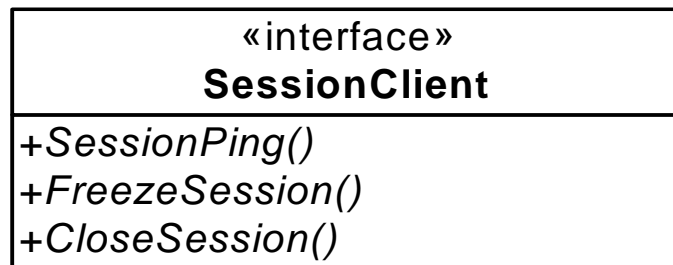 «interface»
SessionClient
+SessionPing()
+FreezeSession()
+CloseSession()